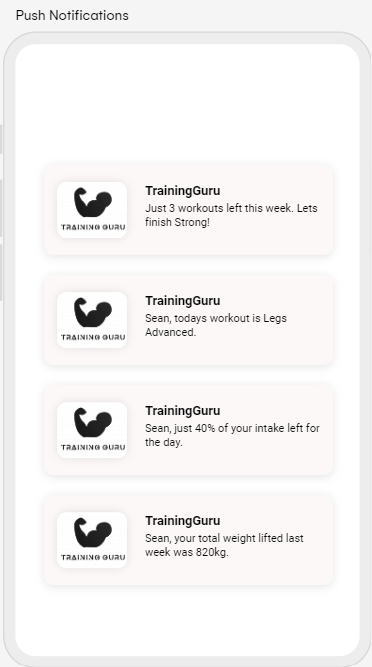 Push Notifications
TrainingGuru
Just 3 workouts left this week. Lets
finish Strong!
TRAINING GURU
TrainingGuru
Sean, todays workout is Legs
Advanced.
TRAINING GURU
TrainingGuru
Sean, just 40% of your intake left for
the day.
TRAINING GURU
TrainingGuru
Sean, your total weight lifted last
week was 820kg.
TRAINING GURU